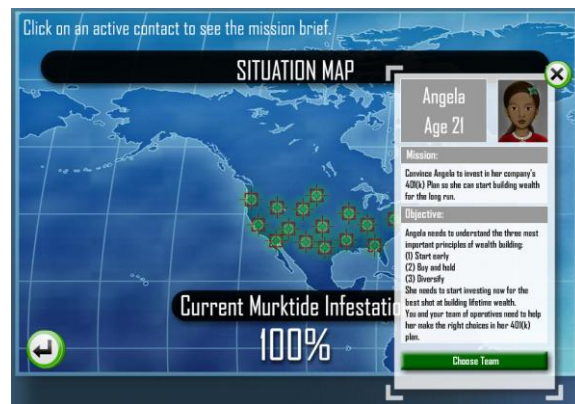 Click on an active contact to see the mission brief.
SITUATION MAP
Angela
Age 21
Mission:
Convince Angela to invest in her company's
401(k) Plan so she can start building wealth
for the long run.
Objective:
Angela needs to understand the three most
important principles of wealth building:
(1) Start early
(2) Buy and hold
(3) Diversify
She needs to start investing now for the
best shot at building lifetime wealth.
You and your team of operatives need to help
her make the right choices in her 401(k)
plan.
Choose Team
Current Murktide Infestatio
100%